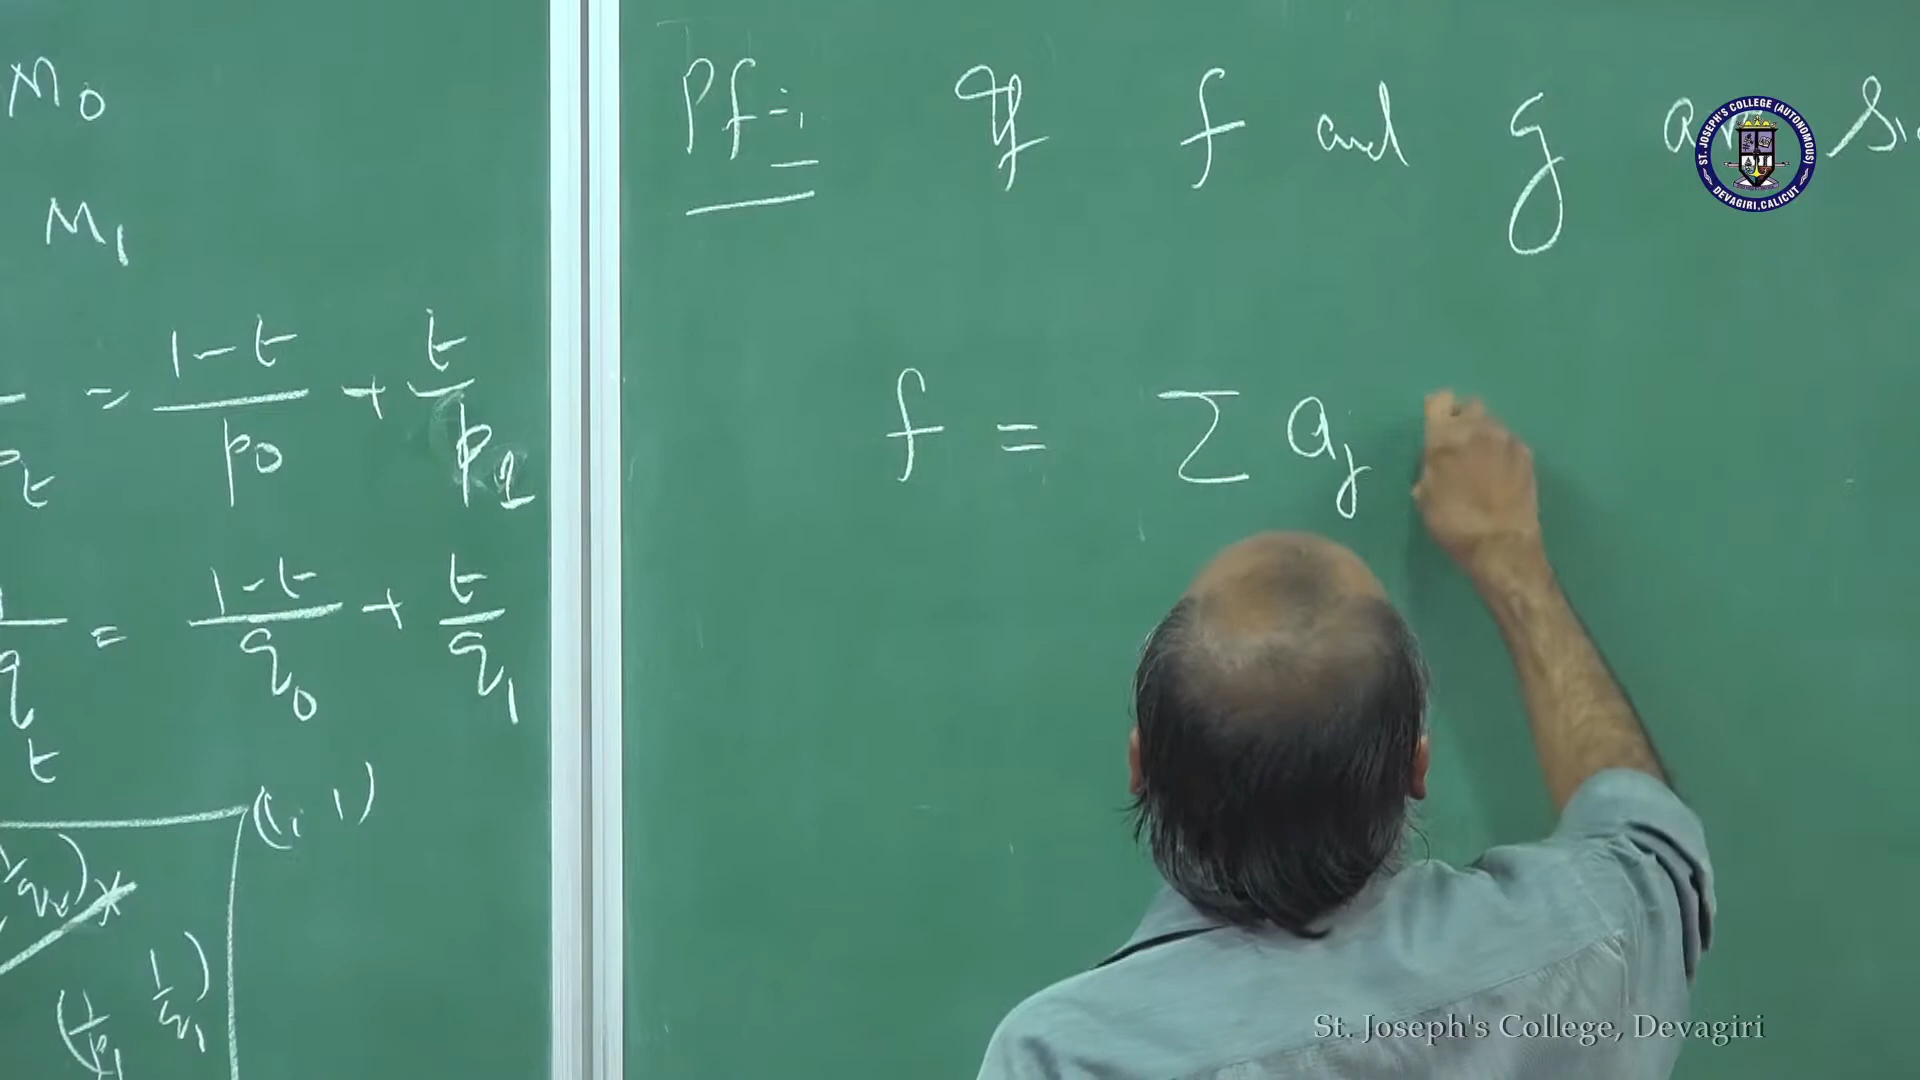 M₀
M₁
= (1-t)/p₀ + t/p₁
t
1/q_t = (1-t)/q₀ + t/q₁
(1, 1)
(1/p₁, 1/q₁)
Pf:
If f and g are
f = Σ a_j
ST. JOSEPH'S COLLEGE (AUTONOMOUS)
DEVAGIRI, CALICUT
St. Joseph's College, Devagiri